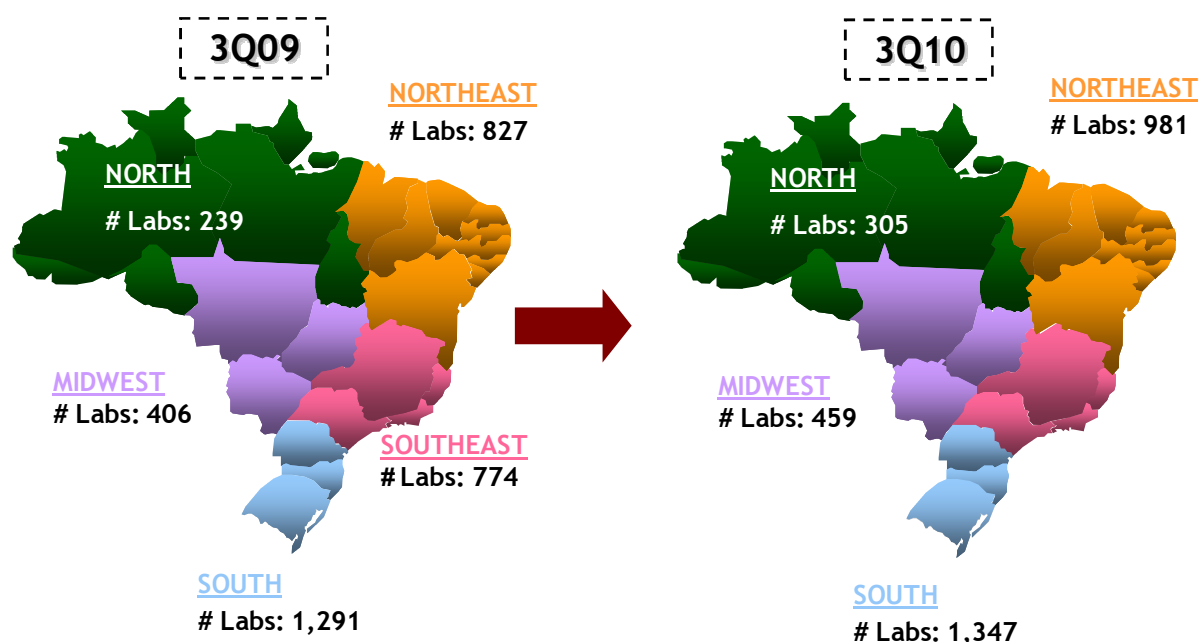 3Q09
NORTHEAST
# Labs: 827
NORTH
# Labs: 239
MIDWEST
# Labs: 406
SOUTHEAST
# Labs: 774
SOUTH
# Labs: 1,291
3Q10
NORTHEAST
# Labs: 981
NORTH
# Labs: 305
MIDWEST
# Labs: 459
SOUTH
# Labs: 1,347